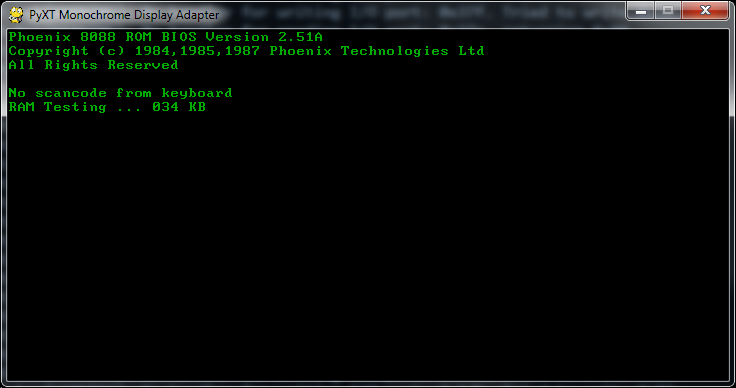 PyXT Monochrome Display Adapter
Phoenix 8088 ROM BIOS Version 2.51A
Copyright (c) 1984,1985,1987 Phoenix Technologies Ltd
All Rights Reserved
No scancode from keyboard
RAM Testing ... 034 KB